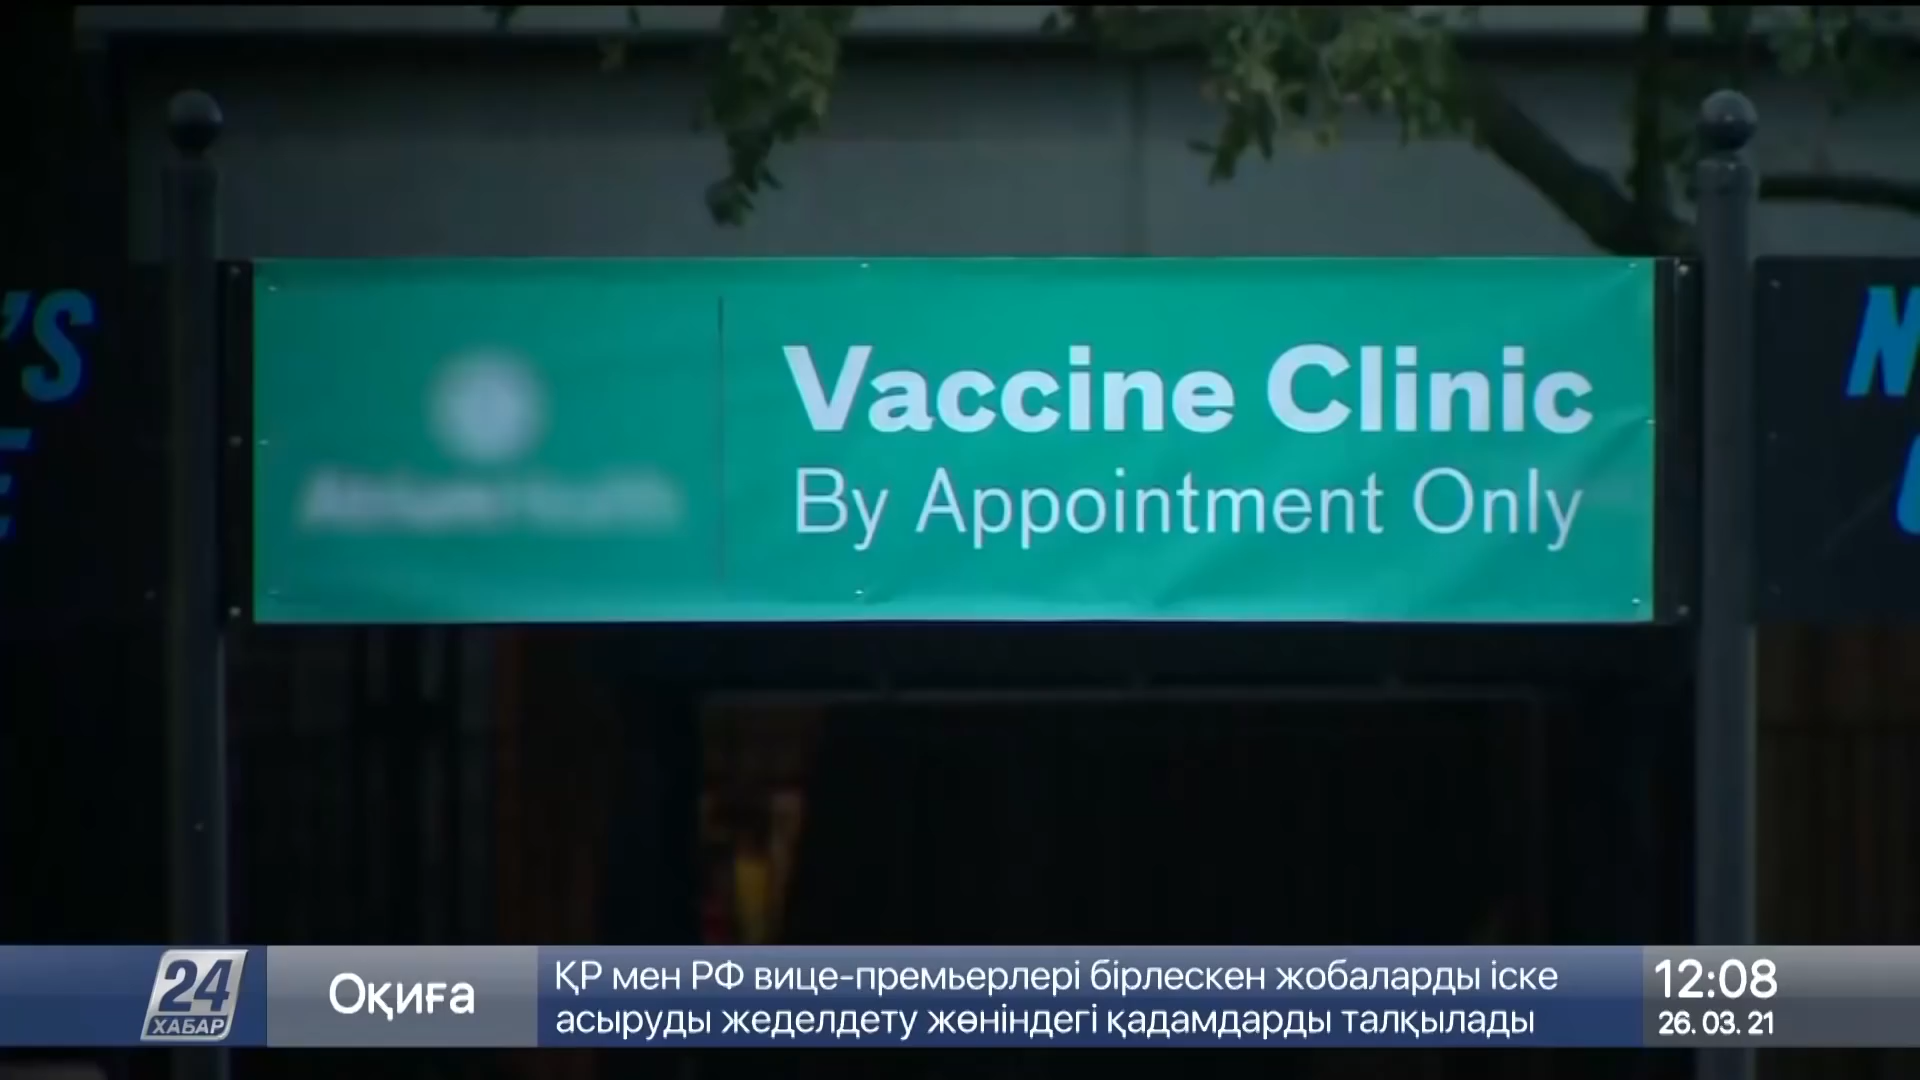 'S
Vaccine Clinic
By Appointment Only
24
ХАБАР
Оқиға
ҚР мен РФ вице-премьерлері бірлескен жобаларды іске
асыруды жеделдету жөніндегі қадамдарды талқылады
12:08
26. 03. 21